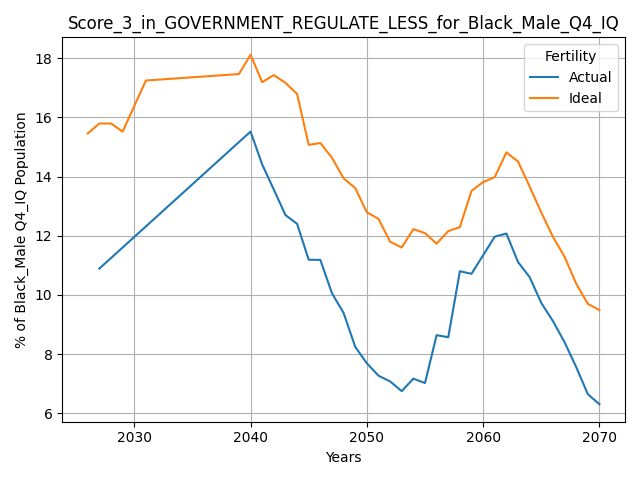 Score_3_in_GOVERNMENT_REGULATE_LESS_for_Black_Male_Q4_IQ
Fertility
Actual
Ideal
% of Black_Male Q4_IQ Population
18
16
14
12
10
8
6
2030
2040
2050
2060
2070
Years